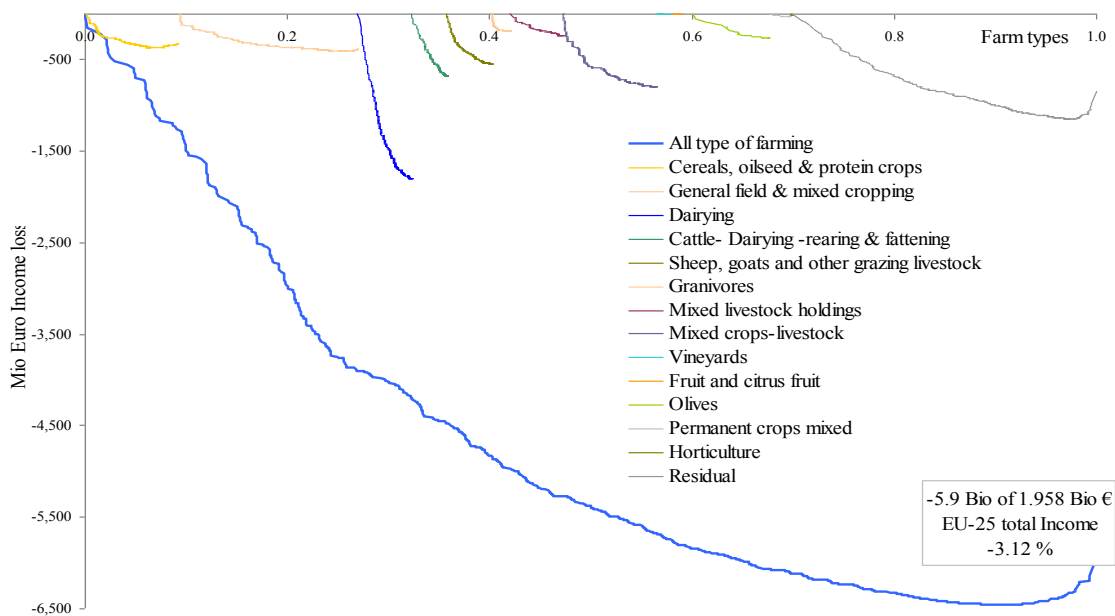 0.0
0.2
0.4
0.6
0.8
1.0
Farm types
-500
-1,500
-2,500
-3,500
-4,500
-5,500
-6,500
Mio Euro Income loss
All type of farming
Cereals, oilseed & protein crops
General field & mixed cropping
Dairying
Cattle- Dairying -rearing & fattening
Sheep, goats and other grazing livestock
Granivores
Mixed livestock holdings
Mixed crops-livestock
Vineyards
Fruit and citrus fruit
Olives
Permanent crops mixed
Horticulture
Residual
-5.9 Bio of 1.958 Bio €
EU-25 total Income
-3.12 %